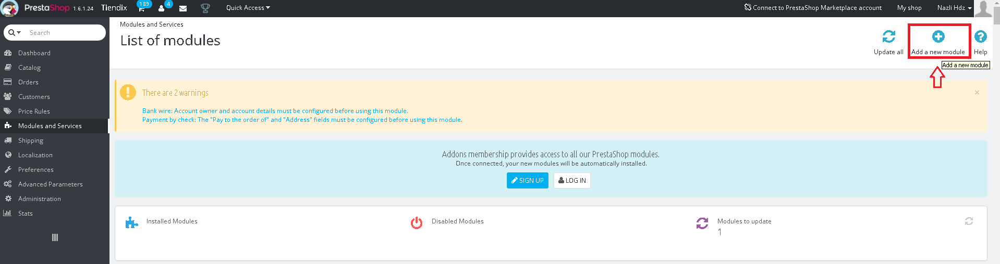 PrestaShop 1.6.1.24 Tiendix 189 4 Quick Access Connect to PrestaShop Marketplace account My shop Nazli Hdz
Search
Dashboard
Catalog
Orders
Customers
Price Rules
Modules and Services
Shipping
Localization
Preferences
Advanced Parameters
Administration
Stats
Modules and Services
List of modules
Update all Add a new module Help
Add a new module
There are 2 warnings
Bank wire: Account owner and account details must be configured before using this module.
Payment by check: The "Pay to the order of" and "Address" fields must be configured before using this module.
Addons membership provides access to all our PrestaShop modules.
Once connected, your new modules will be automatically installed.
SIGN UP LOG IN
Installed Modules Disabled Modules Modules to update
1